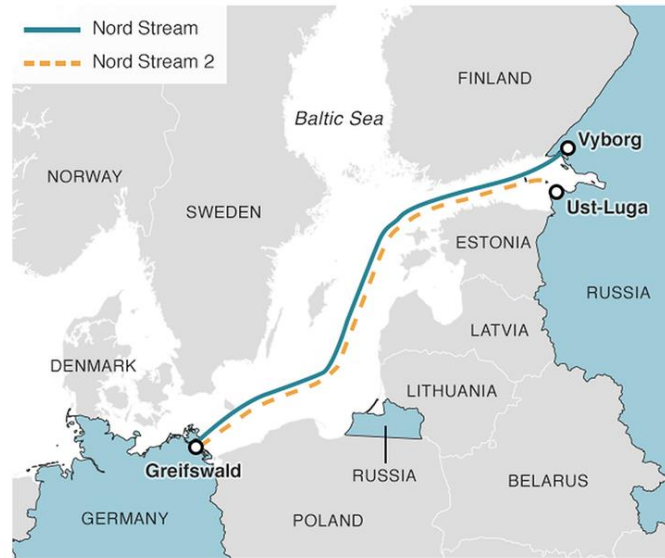 Nord Stream
Nord Stream 2
FINLAND
Baltic Sea
Vyborg
NORWAY
SWEDEN
Ust-Luga
ESTONIA
RUSSIA
LATVIA
DENMARK
LITHUANIA
Greifswald
RUSSIA
BELARUS
GERMANY
POLAND